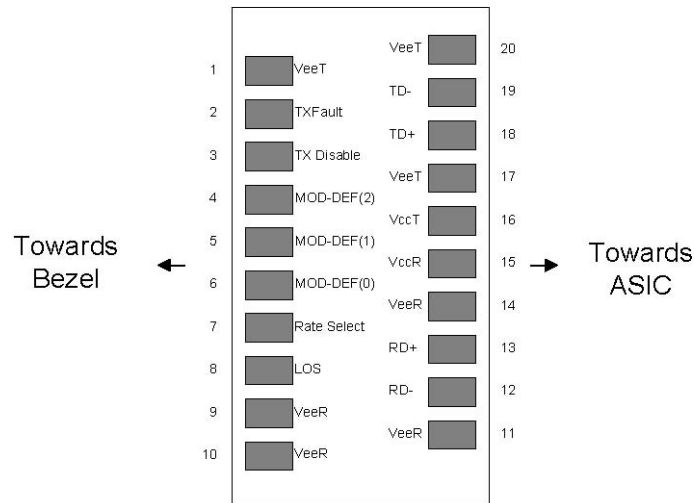 VeeT 20
1 VeeT
TD- 19
2 TXFault
TD+ 18
3 TX Disable
VeeT 17
4 MOD-DEF(2)
VccT 16
5 MOD-DEF(1)
Towards
Bezel
VccR 15
Towards
ASIC
6 MOD-DEF(0)
VeeR 14
7 Rate Select
RD+ 13
8 LOS
RD- 12
9 VeeR
VeeR 11
10 VeeR